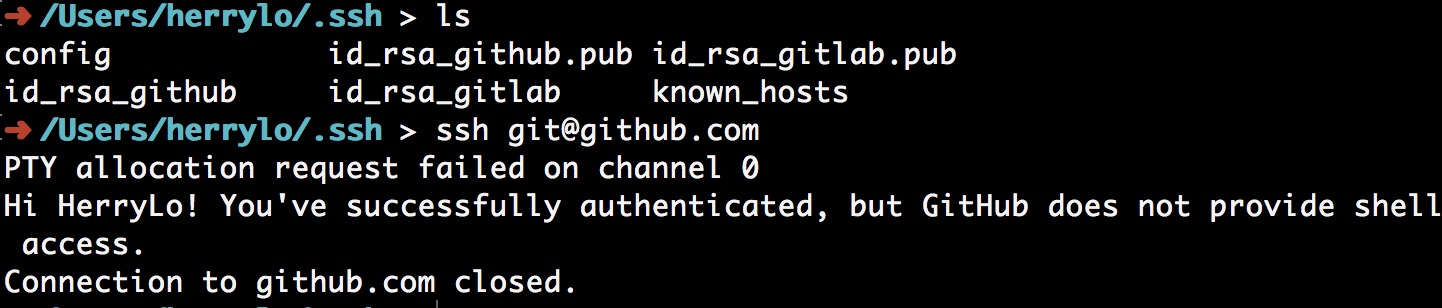 ➜ /Users/herrylo/.ssh > ls
config id_rsa_github.pub id_rsa_gitlab.pub
id_rsa_github id_rsa_gitlab known_hosts
➜ /Users/herrylo/.ssh > ssh git@github.com
PTY allocation request failed on channel 0
Hi HerryLo! You've successfully authenticated, but GitHub does not provide shell
access.
Connection to github.com closed.